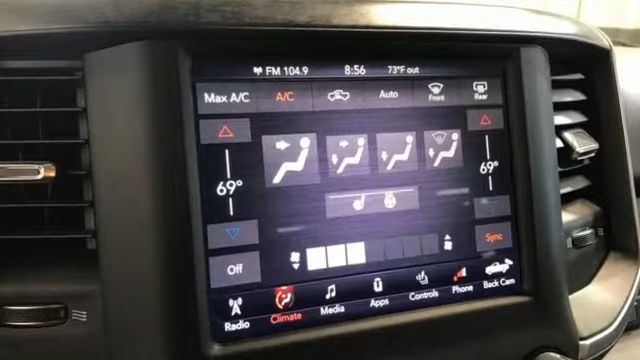 FM 104.9 8:56 73°F out
Max A/C A/C Auto Front Rear
69° 69°
Off Sync
Radio Climate Media Apps Controls Phone Back Cam